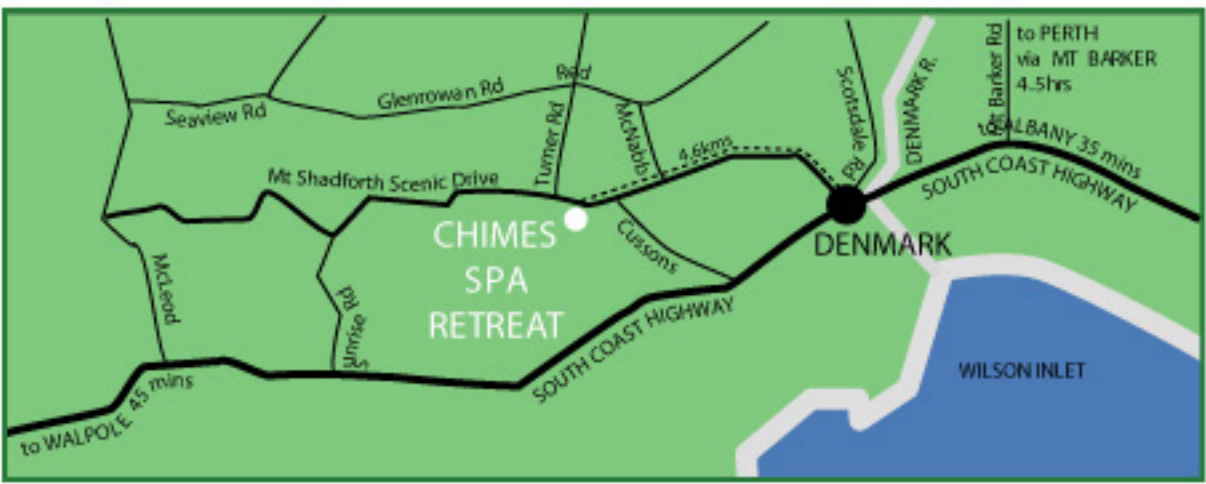 to PERTH
via MT BARKER
4.5hrs
Mt Barker Rd
Scotsdale Rd
DENMARK R.
to ALBANY 35 mins
SOUTH COAST HIGHWAY
Seaview Rd
Glenrowan Rd
Red
Turner Rd
McNabb
4.6kms
Mt Shadforth Scenic Drive
CHIMES
SPA
RETREAT
Cussons
DENMARK
McLeod
Sunrise Rd
SOUTH COAST HIGHWAY
WILSON INLET
to WALPOLE 45 mins